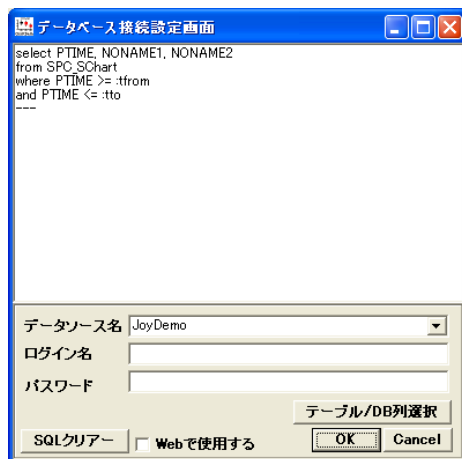 データベース接続設定画面
select PTIME, NONAME1, NONAME2
from SPC_SChart
where PTIME >= :tfrom
and PTIME <= :tto
---
データソース名 JoyDemo
ログイン名
パスワード
テーブル/DB列選択
SQLクリアー Webで使用する OK Cancel